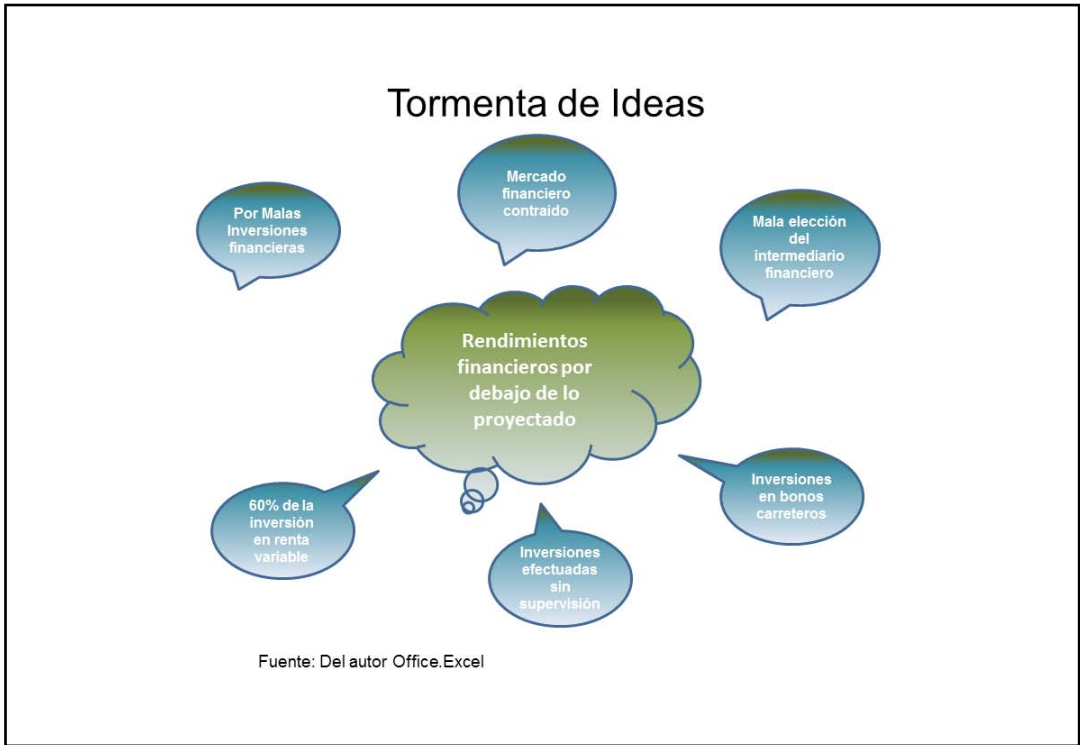 Tormenta de Ideas
Mercado
financiero
contraido
Por Malas
Inversiones
financieras
Mala elección
del
intermediario
financiero
Rendimientos
financieros por
debajo de lo
proyectado
60% de la
inversión
en renta
variable
Inversiones
efectuadas
sin
supervisión
Inversiones
en bonos
carreteros
Fuente: Del autor Office.Excel